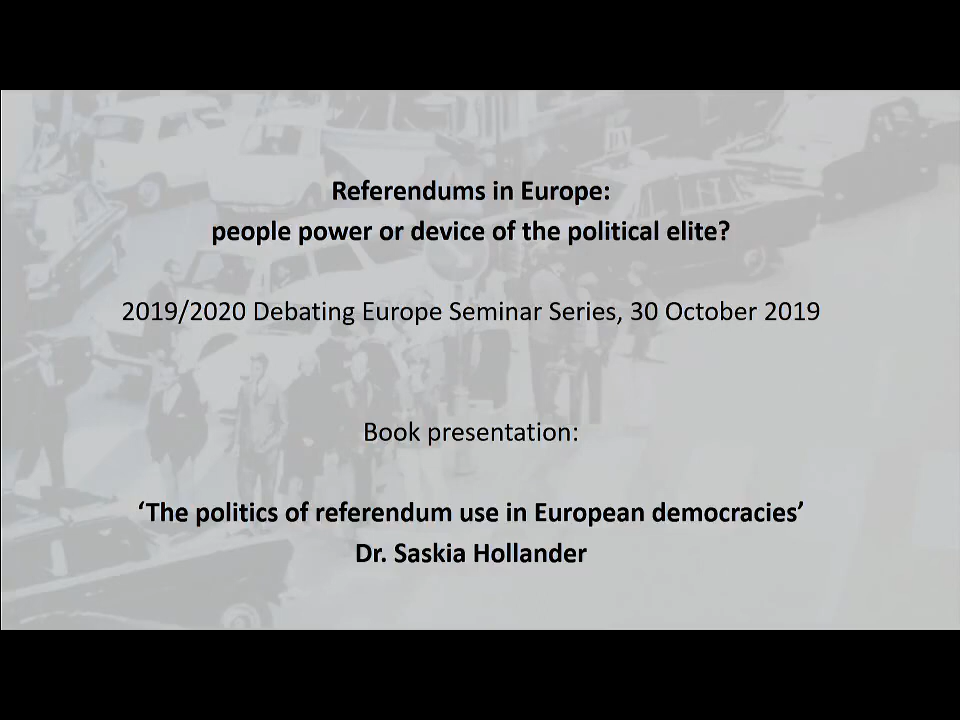 Referendums in Europe:
people power or device of the political elite?
2019/2020 Debating Europe Seminar Series, 30 October 2019
Book presentation:
‘The politics of referendum use in European democracies’
Dr. Saskia Hollander